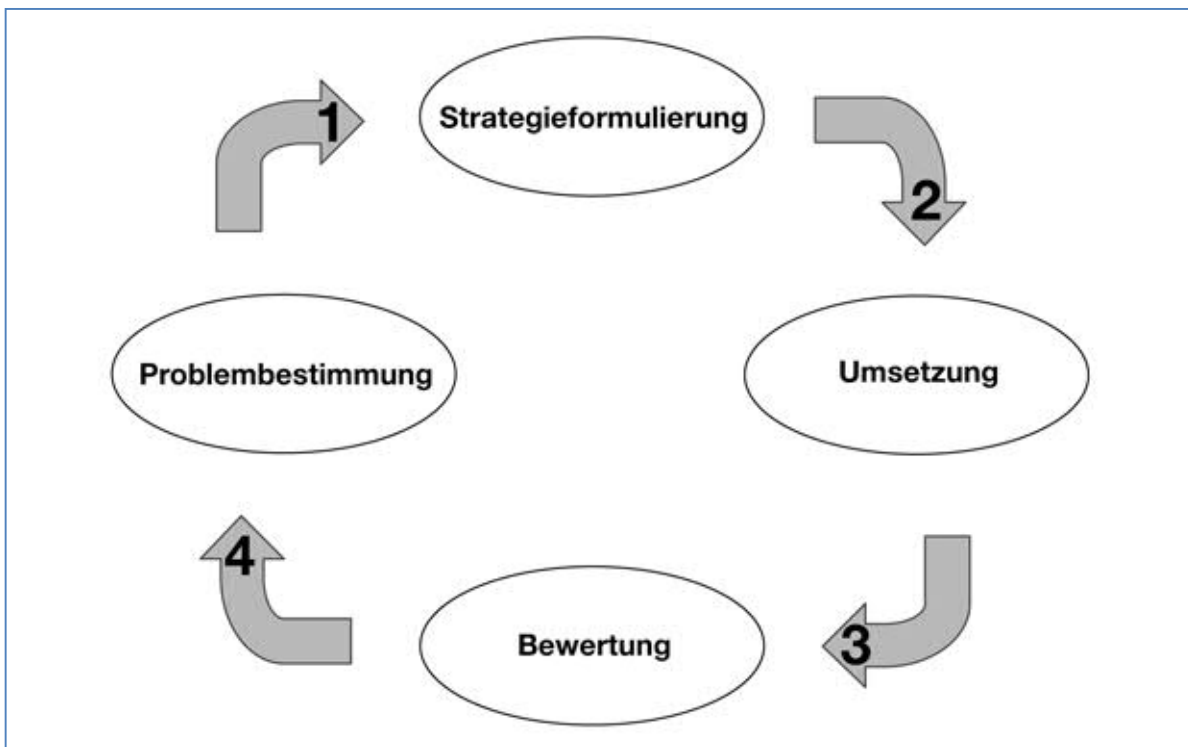 1
Strategieformulierung
2
Problembestimmung
Umsetzung
4
Bewertung
3